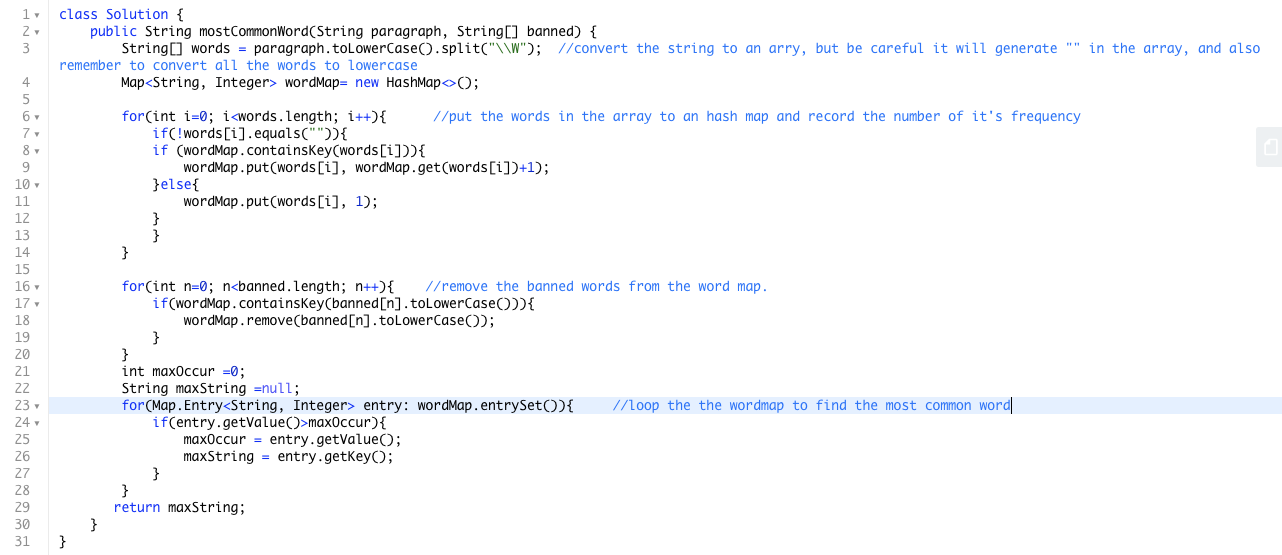 1 class Solution {
2     public String mostCommonWord(String paragraph, String[] banned) {
3         String[] words = paragraph.toLowerCase().split("\\W");  //convert the string to an arry, but be careful it will generate "" in the array, and also
remember to convert all the words to lowercase
4         Map<String, Integer> wordMap= new HashMap<>();
5
6         for(int i=0; i<words.length; i++){      //put the words in the array to an hash map and record the number of it's frequency
7             if(!words[i].equals("")){
8             if (wordMap.containsKey(words[i])){
9                 wordMap.put(words[i], wordMap.get(words[i])+1);
10             }else{
11                 wordMap.put(words[i], 1);
12             }
13             }
14         }
15
16         for(int n=0; n<banned.length; n++){    //remove the banned words from the word map.
17             if(wordMap.containsKey(banned[n].toLowerCase())){
18                 wordMap.remove(banned[n].toLowerCase());
19             }
20         }
21         int maxOccur =0;
22         String maxString =null;
23         for(Map.Entry<String, Integer> entry: wordMap.entrySet()){     //loop the the wordmap to find the most common word
24             if(entry.getValue()>maxOccur){
25                 maxOccur = entry.getValue();
26                 maxString = entry.getKey();
27             }
28         }
29        return maxString;
30     }
31 }